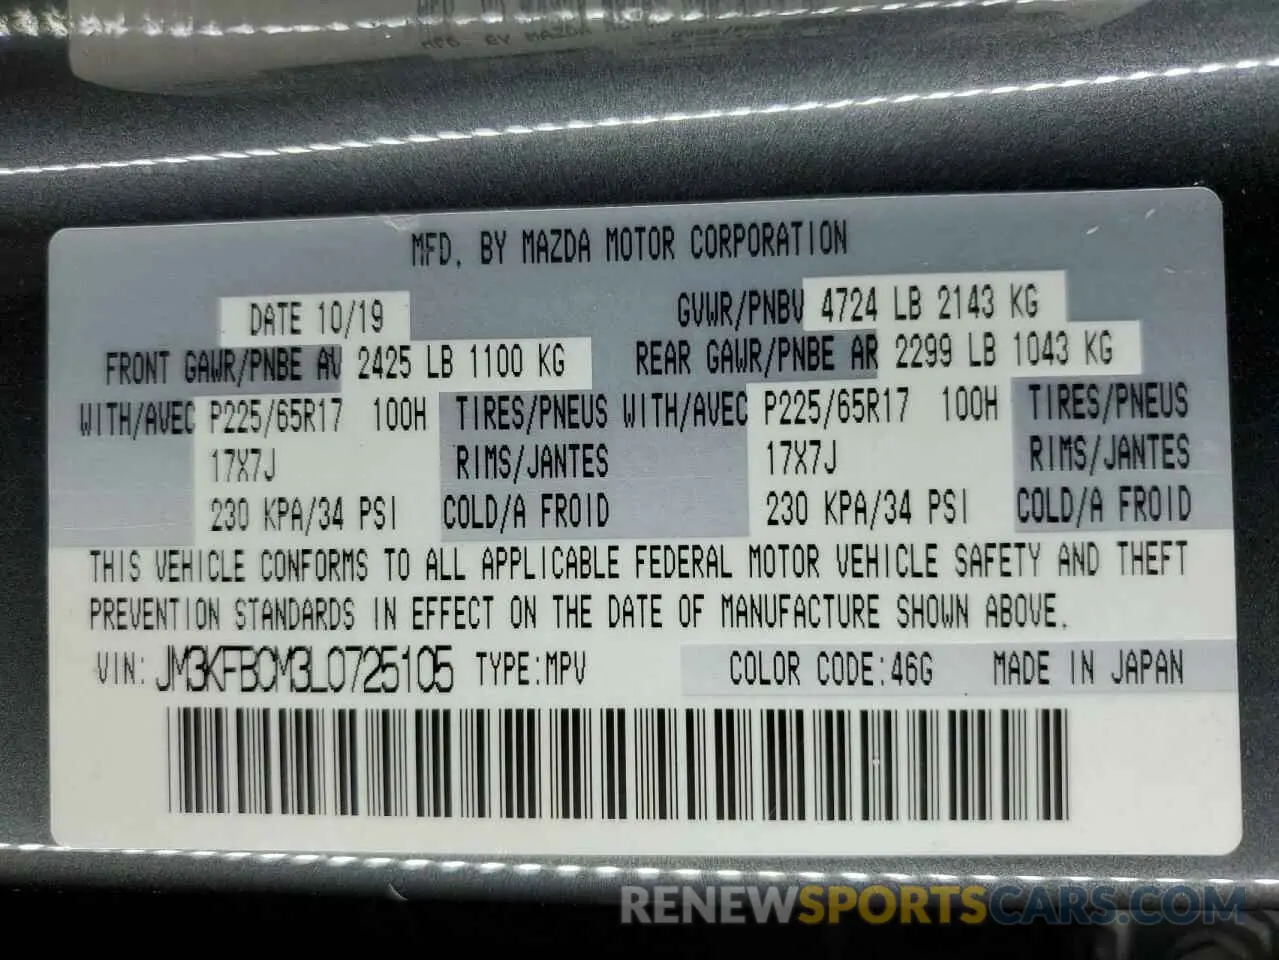 MFD. BY MAZDA MOTOR CORPORATION
DATE 10/19 GVWR/PNBV 4724 LB 2143 KG
FRONT GAWR/PNBE AV 2425 LB 1100 KG REAR GAWR/PNBE AR 2299 LB 1043 KG
WITH/AVEC P225/65R17 100H TIRES/PNEUS WITH/AVEC P225/65R17 100H TIRES/PNEUS
17X7J RIMS/JANTES 17X7J RIMS/JANTES
230 KPA/34 PSI COLD/A FROID 230 KPA/34 PSI COLD/A FROID
THIS VEHICLE CONFORMS TO ALL APPLICABLE FEDERAL MOTOR VEHICLE SAFETY AND THEFT
PREVENTION STANDARDS IN EFFECT ON THE DATE OF MANUFACTURE SHOWN ABOVE.
VIN: JM3KFBCM3L0725105 TYPE:MPV COLOR CODE:46G MADE IN JAPAN
RENEWSPORTSCARS.COM